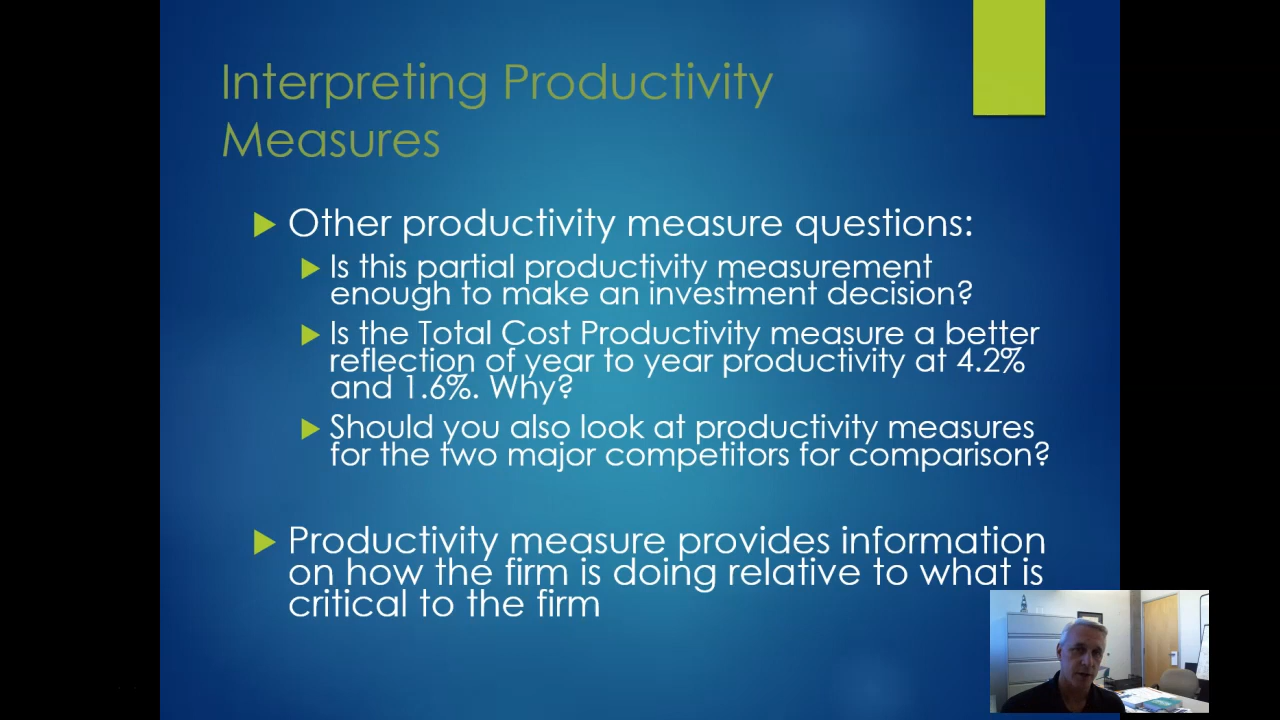 Interpreting Productivity
Measures
Other productivity measure questions:
Is this partial productivity measurement
enough to make an investment decision?
Is the Total Cost Productivity measure a better
reflection of year to year productivity at 4.2%
and 1.6%. Why?
Should you also look at productivity measures
for the two major competitors for comparison?
Productivity measure provides information
on how the firm is doing relative to what is
critical to the firm